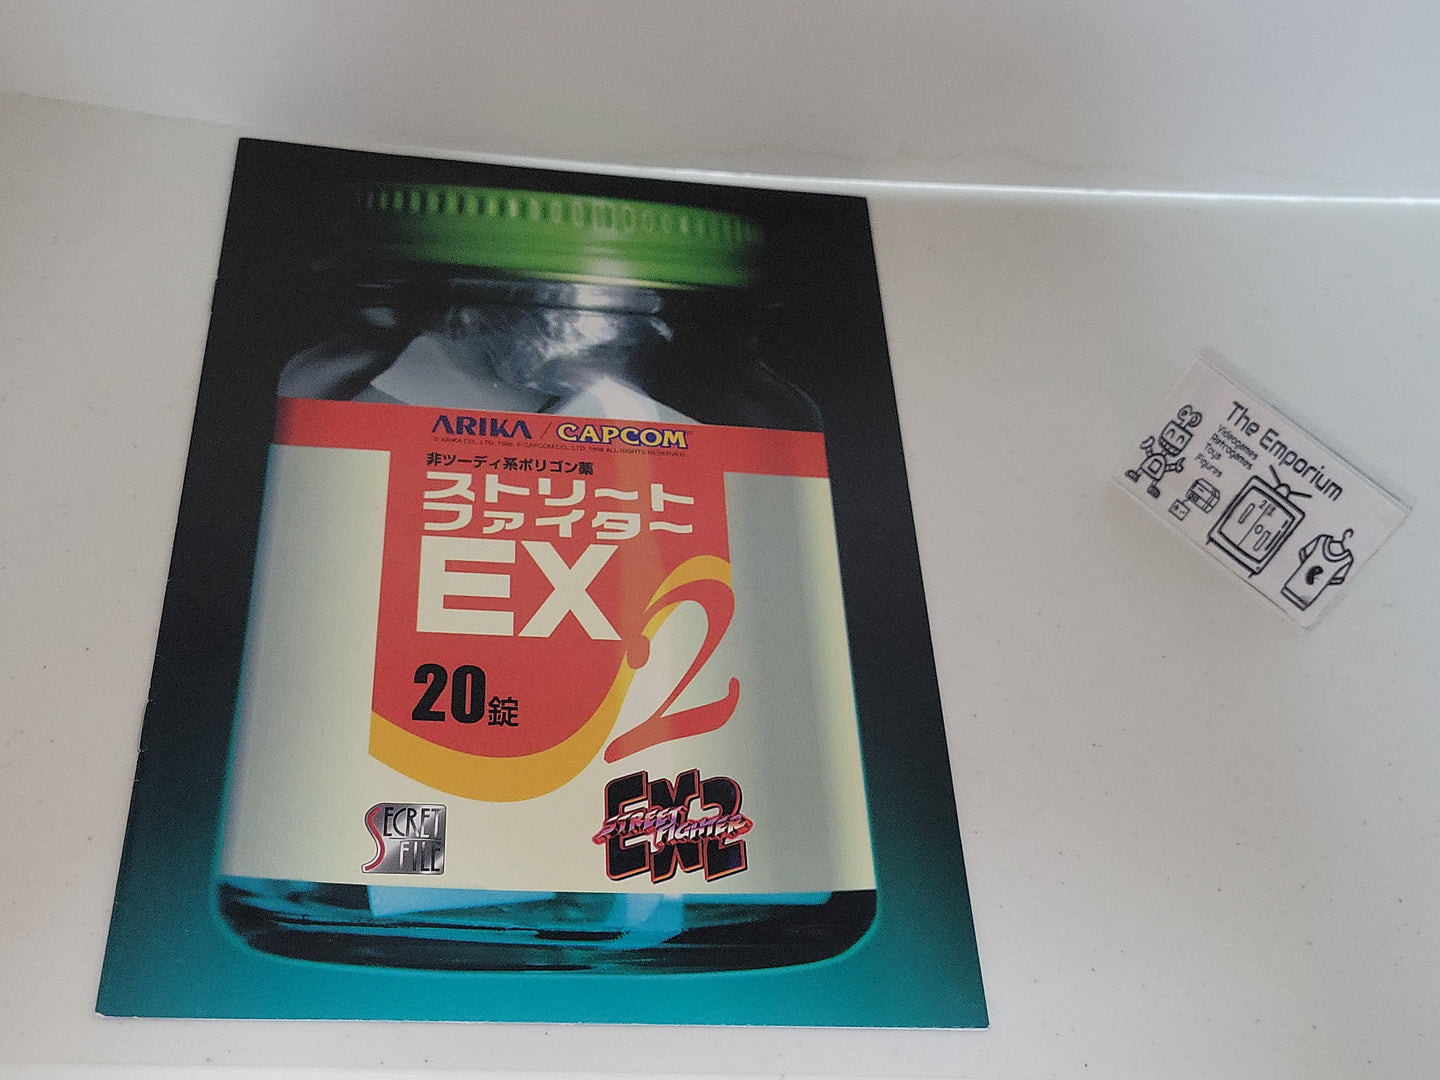 ARIKA / CAPCOM
© ARIKA CO., LTD. 1998, © CAPCOM CO., LTD. 1998 ALL RIGHTS RESERVED.
非ツーディ系ポリゴン薬
ストリート
ファイター
EX
2
20錠
SECRET
FILE
EX2
STREET FIGHTER
The Emporium
Videogames
Retrogames
Toys
Figures